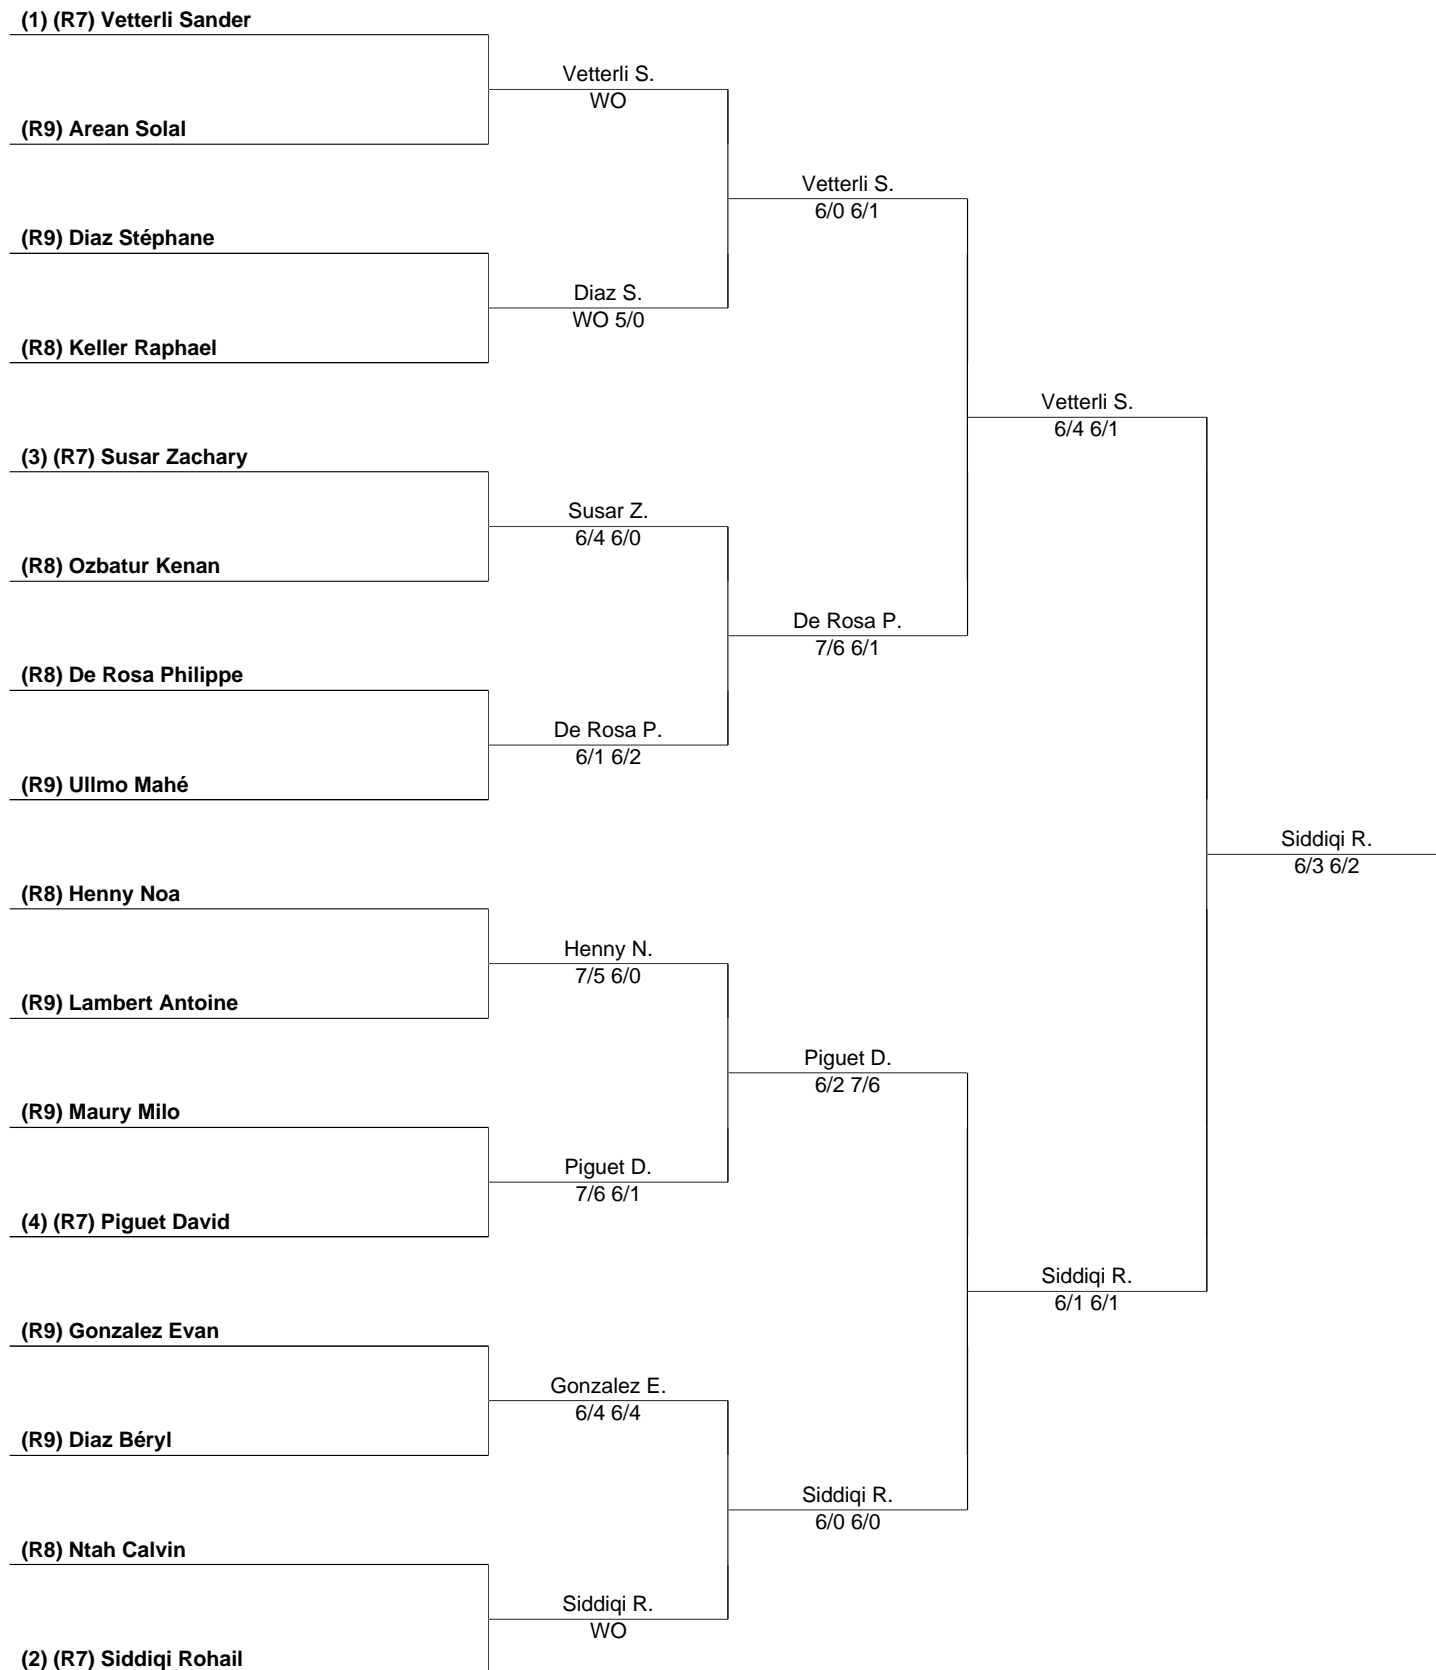 (1) (R7) Vetterli Sander
Vetterli S.
WO
(R9) Arean Solal
Vetterli S.
6/0 6/1
(R9) Diaz Stéphane
Diaz S.
WO 5/0
(R8) Keller Raphael
Vetterli S.
6/4 6/1
(3) (R7) Susar Zachary
Susar Z.
6/4 6/0
(R8) Ozbatur Kenan
De Rosa P.
7/6 6/1
(R8) De Rosa Philippe
De Rosa P.
6/1 6/2
(R9) Ullmo Mahé
Siddiqi R.
6/3 6/2
(R8) Henny Noa
Henny N.
7/5 6/0
(R9) Lambert Antoine
Piguet D.
6/2 7/6
(R9) Maury Milo
Piguet D.
7/6 6/1
(4) (R7) Piguet David
Siddiqi R.
6/1 6/1
(R9) Gonzalez Evan
Gonzalez E.
6/4 6/4
(R9) Diaz Béryl
Siddiqi R.
6/0 6/0
(R8) Ntah Calvin
Siddiqi R.
WO
(2) (R7) Siddiqi Rohail